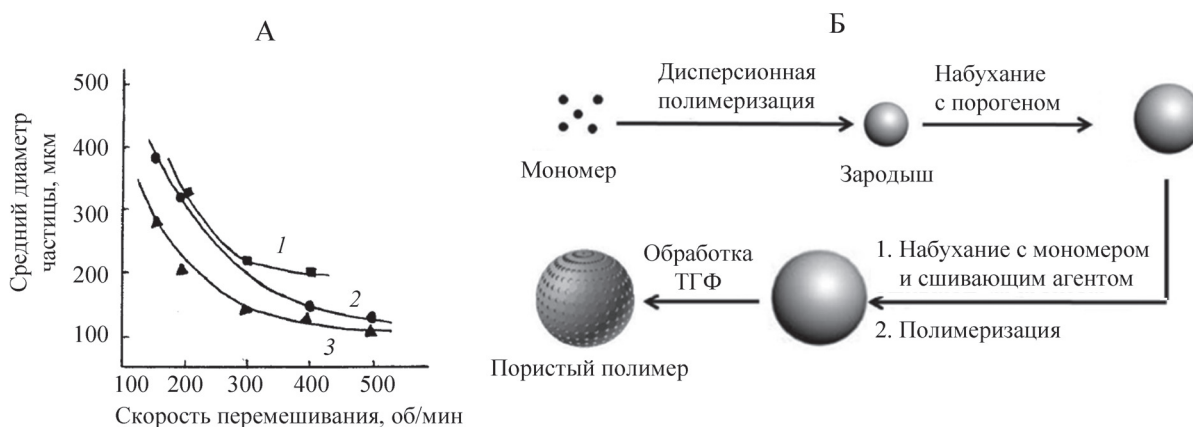 А
500
400
300
200
100
100 200 300 400 500
Средний диаметр
частицы, мкм
Скорость перемешивания, об/мин
1
2
3
Б
Мономер
Дисперсионная
полимеризация
Зародыш
Набухание
с порогеном
1. Набухание с мономером
и сшивающим агентом
2. Полимеризация
Обработка
ТГФ
Пористый полимер